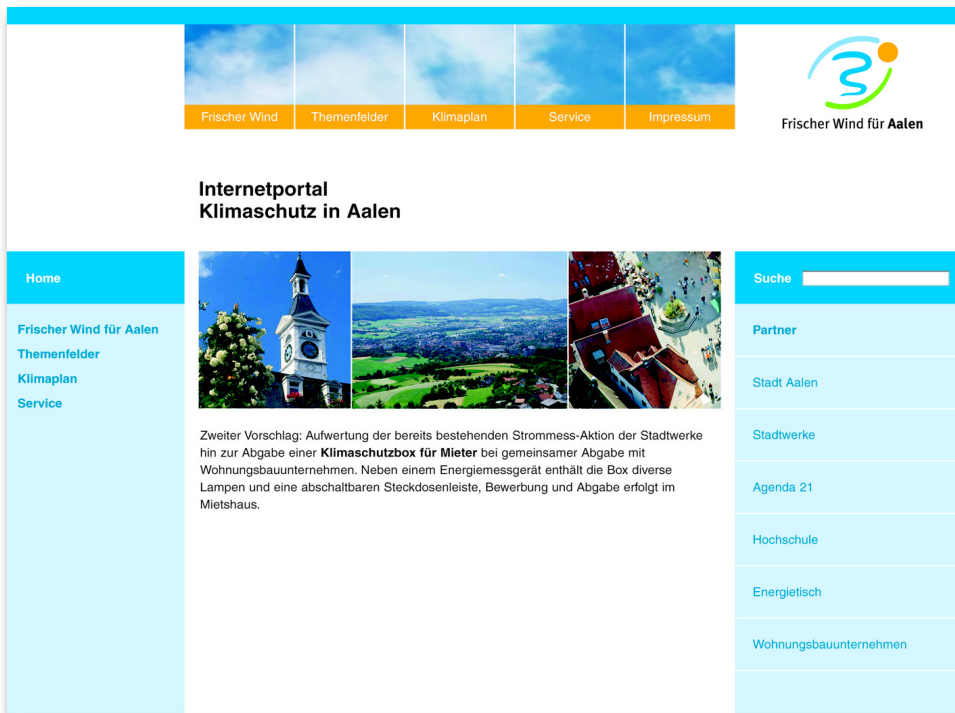 Frischer Wind
Themenfelder
Klimaplan
Service
Impressum
Frischer Wind für Aalen
Internetportal
Klimaschutz in Aalen
Home
Frischer Wind für Aalen
Themenfelder
Klimaplan
Service
Zweiter Vorschlag: Aufwertung der bereits bestehenden Strommess-Aktion der Stadtwerke
hin zur Abgabe einer Klimaschutzbox für Mieter bei gemeinsamer Abgabe mit
Wohnungsbauunternehmen. Neben einem Energiemessgerät enthält die Box diverse
Lampen und eine abschaltbaren Steckdosenleiste, Bewerbung und Abgabe erfolgt im
Mietshaus.
Suche
Partner
Stadt Aalen
Stadtwerke
Agenda 21
Hochschule
Energietisch
Wohnungsbauunternehmen